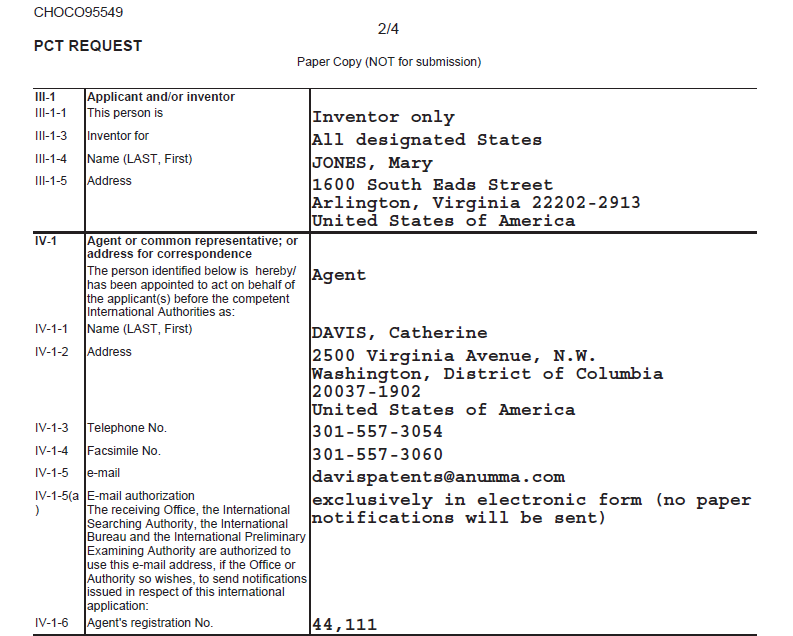 CHOCO95549
2/4
PCT REQUEST
Paper Copy (NOT for submission)
III-1 Applicant and/or inventor
III-1-1 This person is Inventor only
III-1-3 Inventor for All designated States
III-1-4 Name (LAST, First) JONES, Mary
III-1-5 Address 1600 South Eads Street
Arlington, Virginia 22202-2913
United States of America
IV-1 Agent or common representative; or
address for correspondence
The person identified below is hereby/
has been appointed to act on behalf of Agent
the applicant(s) before the competent
International Authorities as:
IV-1-1 Name (LAST, First) DAVIS, Catherine
IV-1-2 Address 2500 Virginia Avenue, N.W.
Washington, District of Columbia
20037-1902
United States of America
IV-1-3 Telephone No. 301-557-3054
IV-1-4 Facsimile No. 301-557-3060
IV-1-5 e-mail davispatents@anumma.com
IV-1-5(a E-mail authorization exclusively in electronic form (no paper
) The receiving Office, the International notifications will be sent)
Searching Authority, the International
Bureau and the International Preliminary
Examining Authority are authorized to
use this e-mail address, if the Office or
Authority so wishes, to send notifications
issued in respect of this international
application:
IV-1-6 Agent's registration No. 44,111